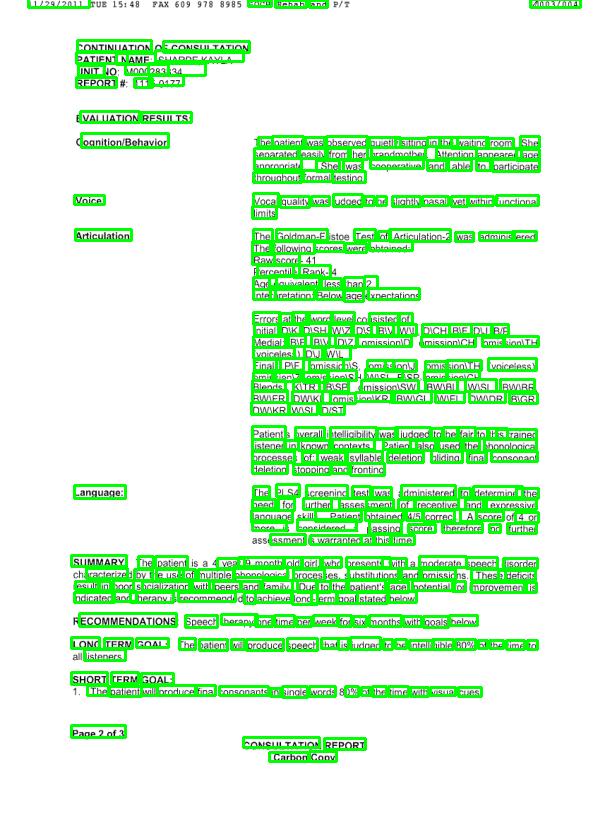 11/29/2011 TUE 15:48 FAX 609 978 8985 Rehab and P/T
CONTINUATION OF CONSULTATION
PATIENT NAME: SHARPE, KAYLA
UNIT NO:
REPORT #:
EVALUATION RESULTS:
Cognition/Behavior
The patient was observed quietly sitting in the waiting room. She
separated easily from her grandmother. Attention appeared age
appropriate. She was cooperative and able to participate
throughout formal testing.
Voice
Vocal quality was judged to be slightly nasal yet within functional
limits
Articulation
The Goldman-Fristoe Test of Articulation-2 was administered
The following scores were obtained:
Raw score- 41
Percentile Rank- 4
Age equivalent less than 2
Interpretation: Below age expectations
Errors at the word level consisted of
Initial: D\K, D\SH, W\Z, D\S, B\V, W\L, D\CH, B\F, D\J, B/F
Medial: B\F, B\V, D\Z, omission\D, omission\CH, omission\TH
(voiceless), D\J, W\L
Final: P\F, omission\S, omission\J, omission\TH (voiceless)
Blends: K\TR, B\SP, omission\SW, BW\BL, W\SL, BW\BR,
BW\FR, DW\KL, omission\KR, BW\GL, W\FL, DW\DR, B\GR,
DW\KR, W\SL, D/ST
Patient's overall intelligibility was judged to be fair to this trained
listener in known contexts. Patient also used the phonological
processes of: weak syllable deletion, gliding, final consonant
deletion, stopping and fronting
Language:
The PLS4 screening test was administered to determine the
need for further assessment of receptive and expressive
language skills. Patient obtained 4/5 correct. A score of 4 or
more is considered a passing score therefore no further
assessment is warranted at this time.
SUMMARY: The patient is a 4 year 9 month old girl, who presents with a moderate speech disorder
characterized by the use of multiple phonological processes, substitutions and omissions. These deficits
result in poor socialization with peers and family. Due to the patient's age, potential for improvement is
indicated and therapy is recommended to achieve long-term goal stated below.
RECOMMENDATIONS: Speech therapy one time per week for six months with goals below
LONG TERM GOAL: The patient will produce speech that is judged to be intelligible 80% of the time to
all listeners.
SHORT TERM GOAL:
1. The patient will produce final consonants in single words 80% of the time with visual cues.
Page 2 of 3
CONSULTATION REPORT
Carbon Copy